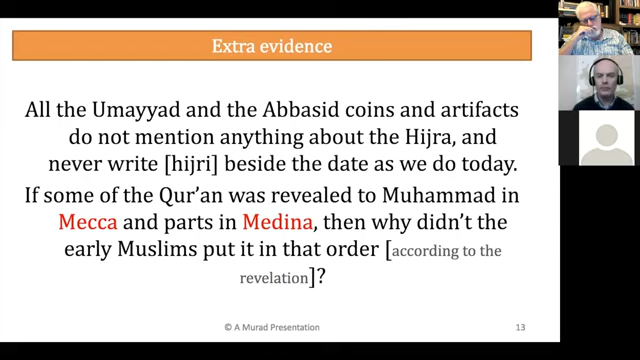 Extra evidence
All the Umayyad and the Abbasid coins and artifacts
do not mention anything about the Hijra, and
never write [hijri] beside the date as we do today.
If some of the Qur’an was revealed to Muhammad in
Mecca and parts in Medina, then why didn’t the
early Muslims put it in that order [according to the
revelation]?
© A Murad Presentation
13